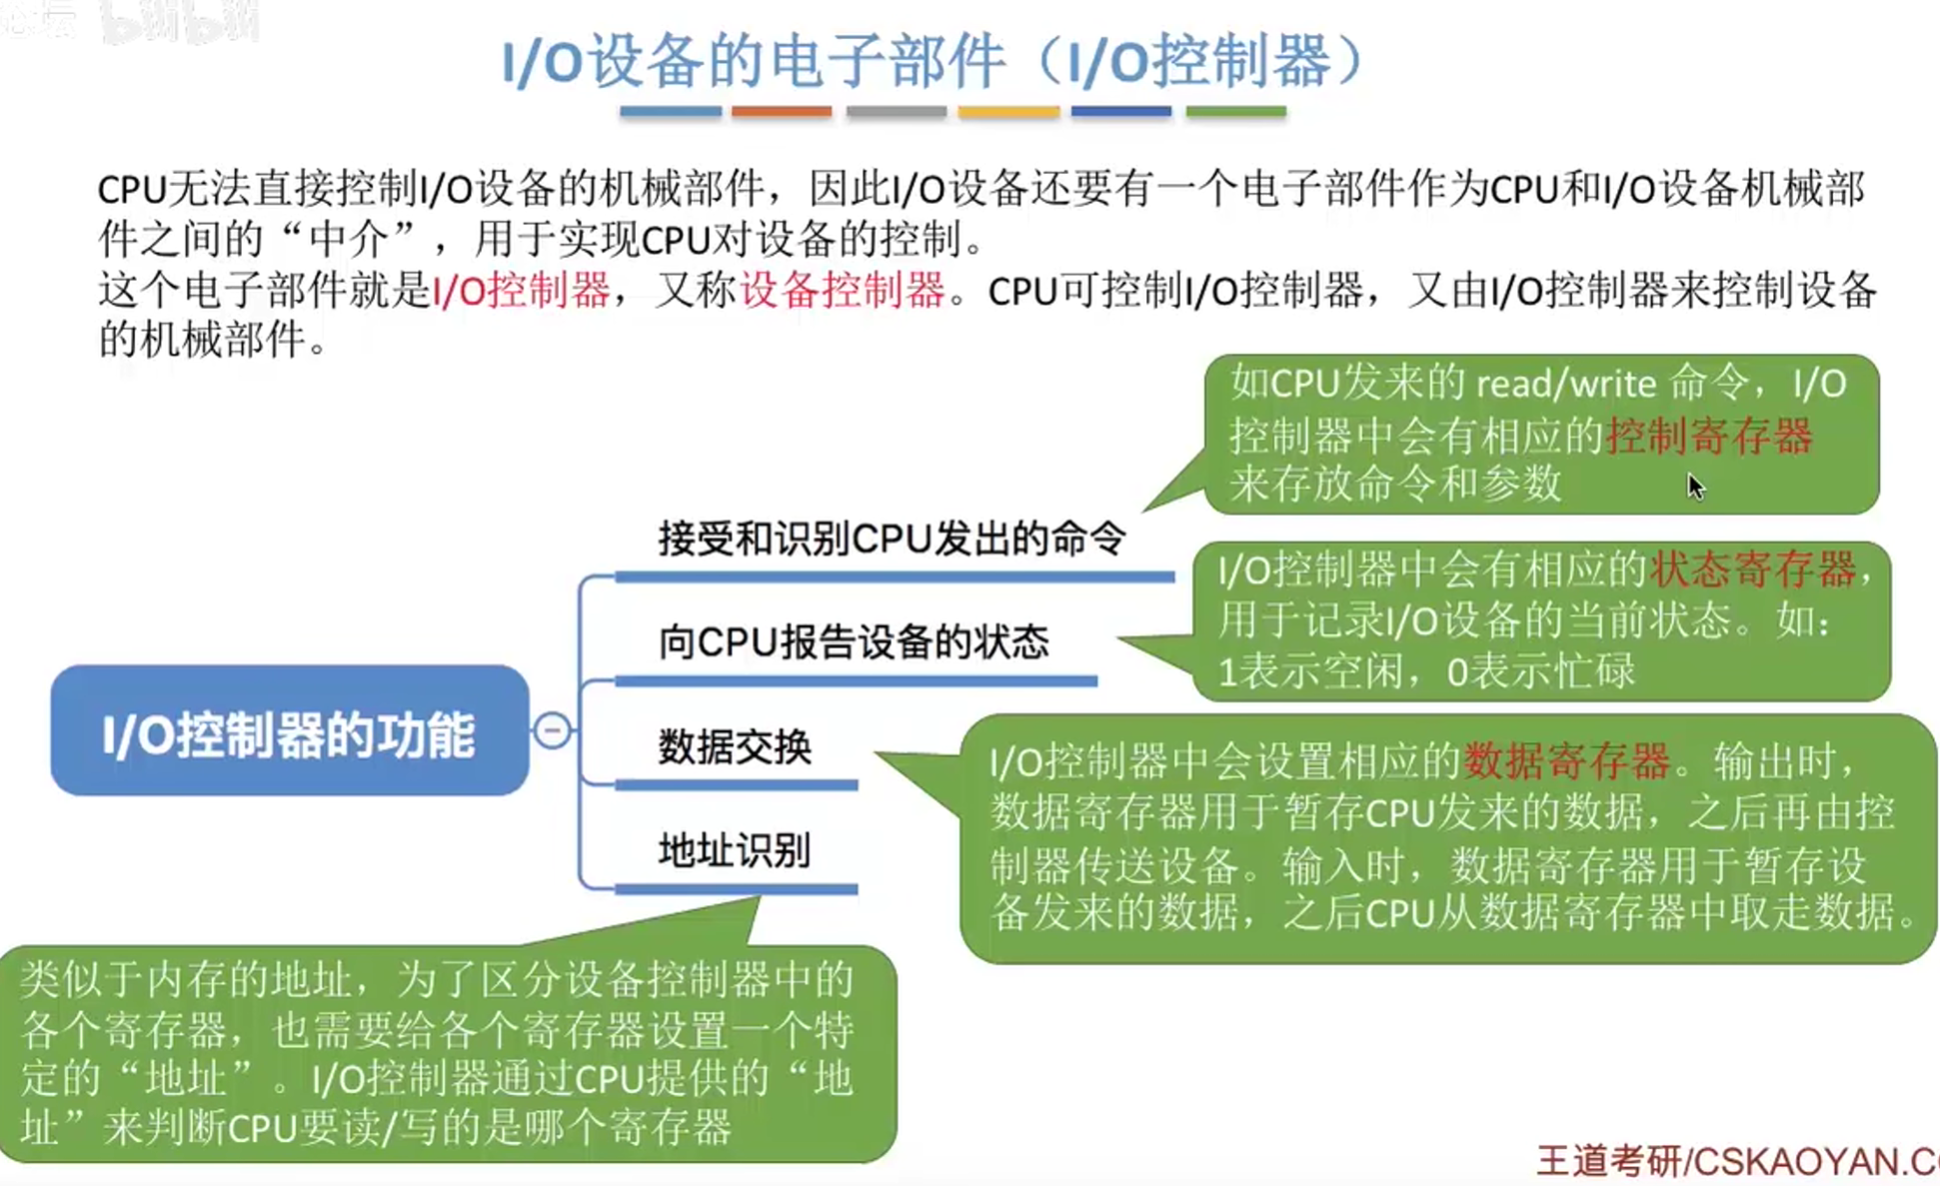 bilibili
I/O设备的电子部件（I/O控制器）
CPU无法直接控制I/O设备的机械部件，因此I/O设备还要有一个电子部件作为CPU和I/O设备机械部
件之间的“中介”，用于实现CPU对设备的控制。
这个电子部件就是I/O控制器，又称设备控制器。CPU可控制I/O控制器，又由I/O控制器来控制设备
的机械部件。
如CPU发来的 read/write 命令，I/O
控制器中会有相应的控制寄存器
来存放命令和参数
接受和识别CPU发出的命令
I/O控制器中会有相应的状态寄存器，
用于记录I/O设备的当前状态。如：
1表示空闲，0表示忙碌
向CPU报告设备的状态
I/O控制器的功能
数据交换
I/O控制器中会设置相应的数据寄存器。输出时，
数据寄存器用于暂存CPU发来的数据，之后再由控
制器传送设备。输入时，数据寄存器用于暂存设
备发来的数据，之后CPU从数据寄存器中取走数据。
地址识别
类似于内存的地址，为了区分设备控制器中的
各个寄存器，也需要给各个寄存器设置一个特
定的“地址”。I/O控制器通过CPU提供的“地
址”来判断CPU要读/写的是哪个寄存器
王道考研/CSKAOYAN.C